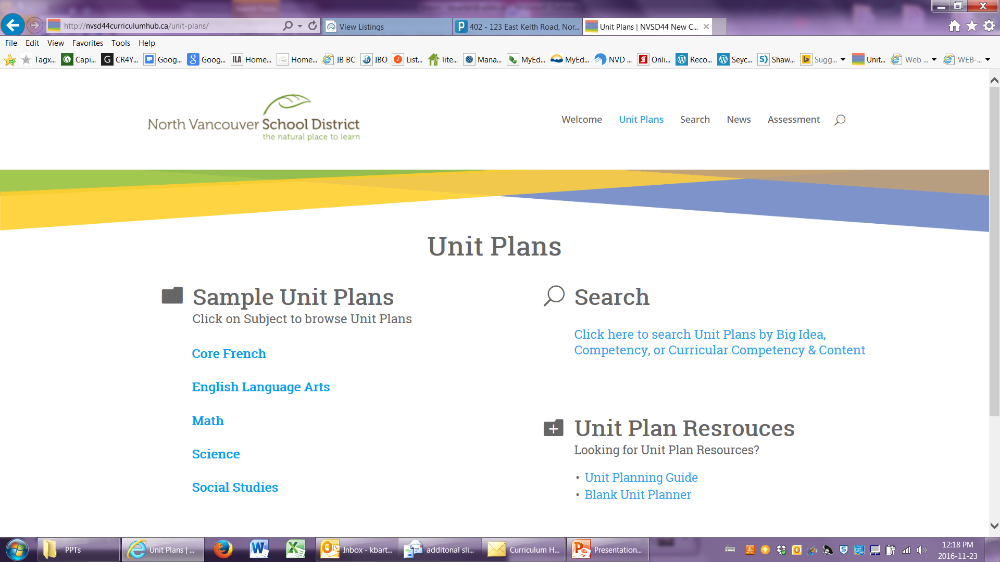 http://nvsd44curriculumhub.ca/unit-plans/
View Listings
402 - 123 East Keith Road, Nor...
Unit Plans | NVSD44 New C...
File Edit View Favorites Tools Help
Tagx... Capi... CR4Y... Goog... Goog... Home... Home... IB BC IBO List... lite... Mana... MyEd... MyEd... NVD ... Onli... Reco... Seyc... Shaw... Sugg... Unit... Web ... WEB-...
North Vancouver School District
the natural place to learn
Welcome Unit Plans Search News Assessment
Unit Plans
Sample Unit Plans
Click on Subject to browse Unit Plans
Core French
English Language Arts
Math
Science
Social Studies
Search
Click here to search Unit Plans by Big Idea,
Competency, or Curricular Competency & Content
Unit Plan Resrouces
Looking for Unit Plan Resources?
• Unit Planning Guide
• Blank Unit Planner
PPTs
Unit Plans | ...
Inbox - kbart...
additonal sli...
Curriculum H...
Presentation...
12:18 PM
2016-11-23